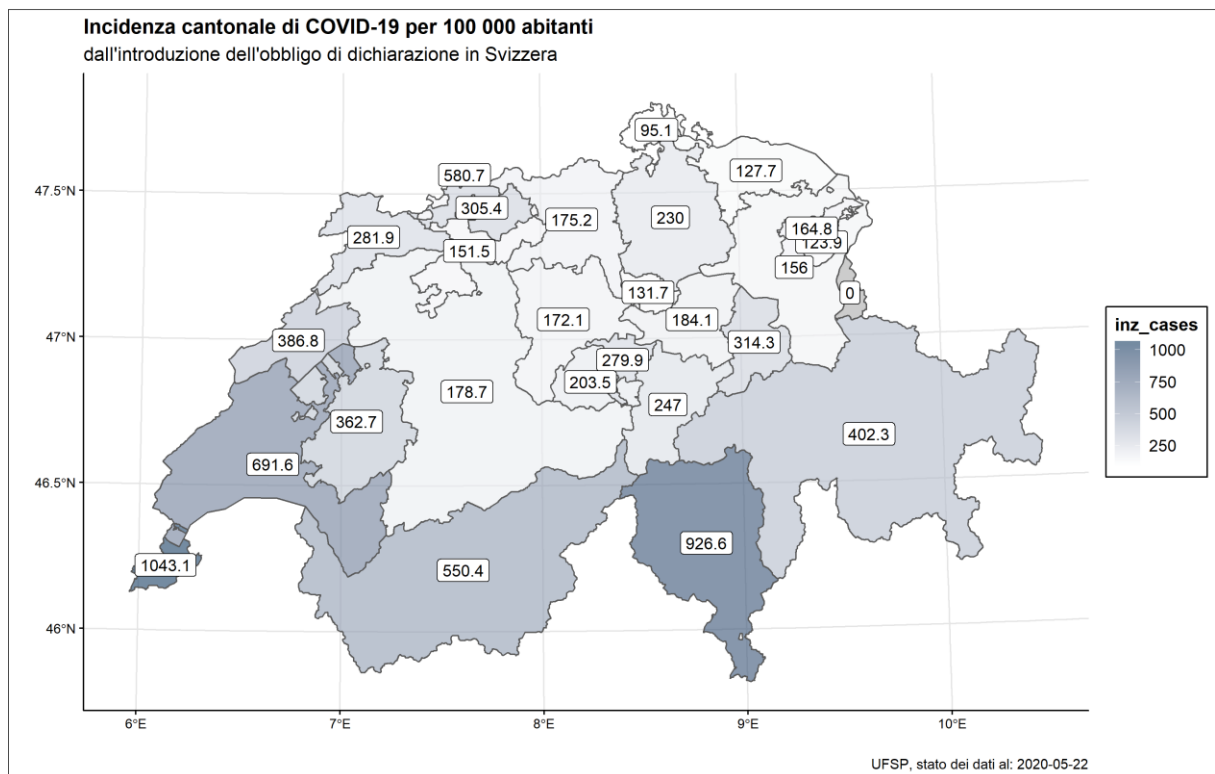 Incidenza cantonale di COVID-19 per 100 000 abitanti
dall'introduzione dell'obbligo di dichiarazione in Svizzera
95.1
47.5°N
580.7
127.7
305.4
175.2
230
164.8
281.9
151.5
123.9
156
131.7
0
47°N
386.8
172.1
184.1
314.3
inz_cases
279.9
1000
203.5
178.7
247
750
362.7
402.3
500
691.6
250
46.5°N
926.6
1043.1
550.4
46°N
6°E
7°E
8°E
9°E
10°E
UFSP, stato dei dati al: 2020-05-22